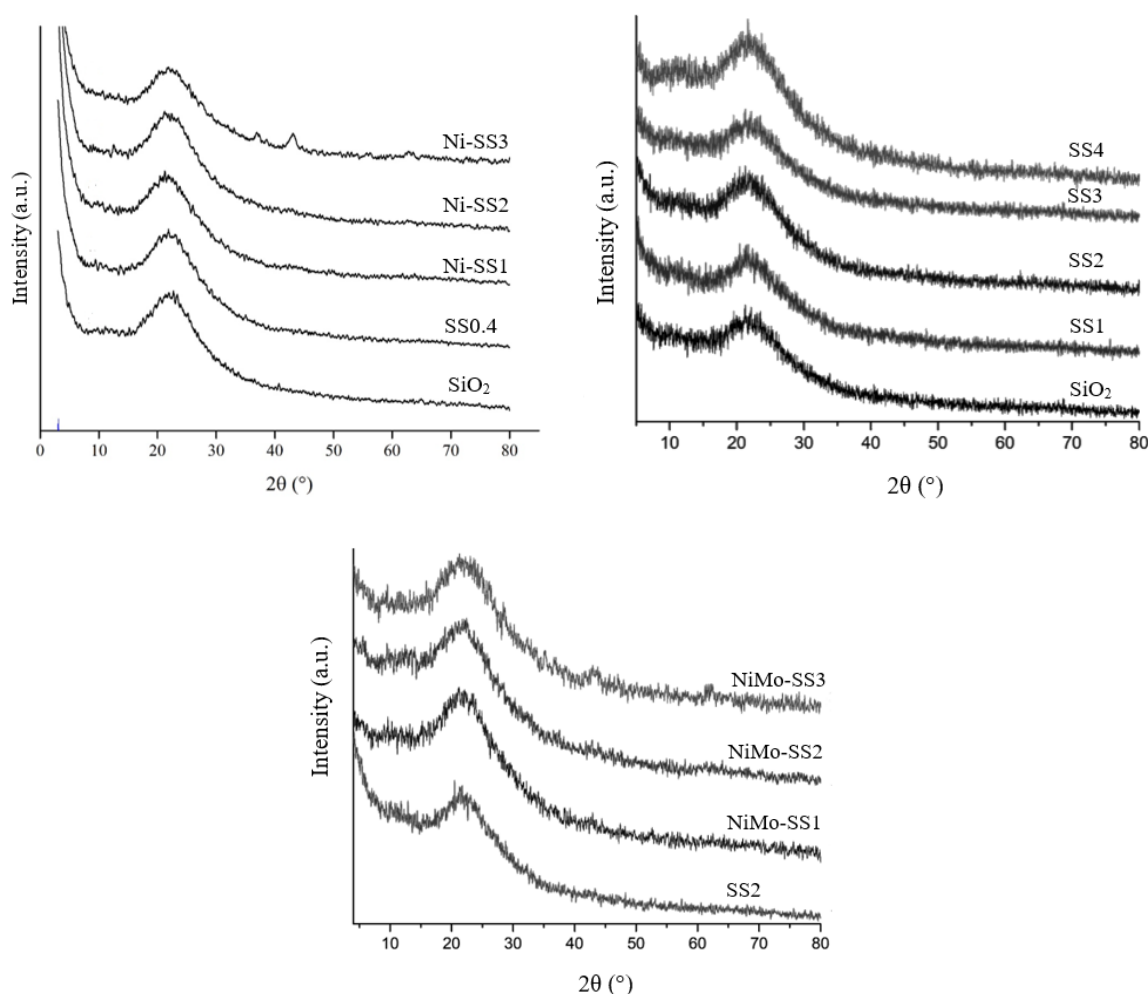 Intensity (a.u.)
Ni-SS3
Ni-SS2
Ni-SS1
SS0.4
SiO₂
0 10 20 30 40 50 60 70 80
2θ (°)
Intensity (a.u.)
SS4
SS3
SS2
SS1
SiO₂
10 20 30 40 50 60 70 80
2θ (°)
Intensity (a.u.)
NiMo-SS3
NiMo-SS2
NiMo-SS1
SS2
10 20 30 40 50 60 70 80
2θ (°)